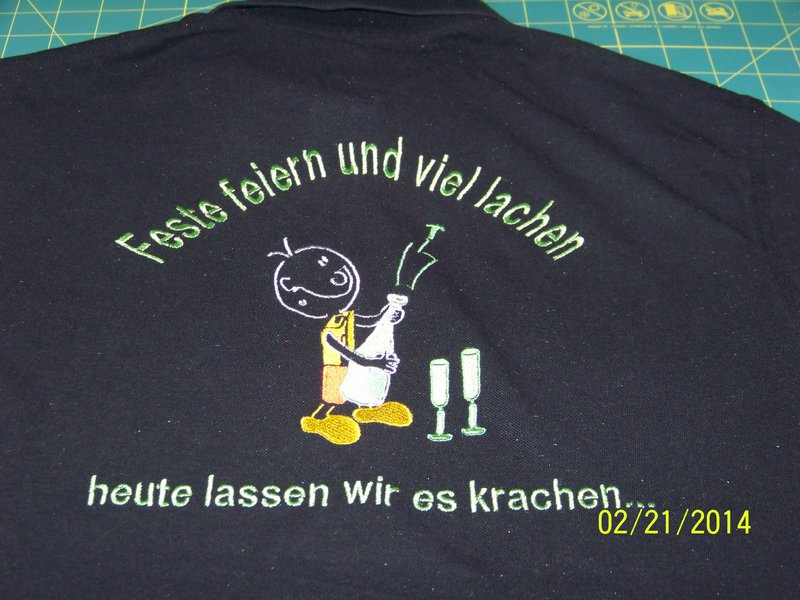 Feste feiern und viel lachen
heute lassen wir es krachen...
02/21/2014